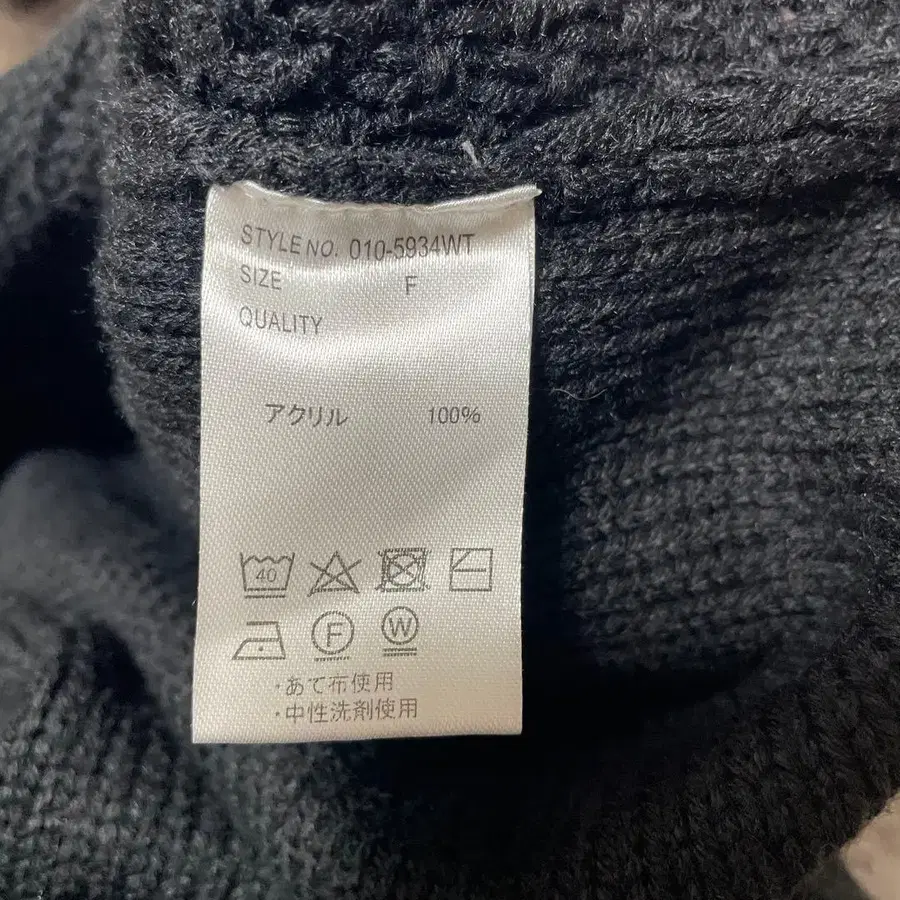 STYLE NO. 010-5934WT
SIZE F
QUALITY
アクリル 100%
40
F W
・あて布使用
・中性洗剤使用